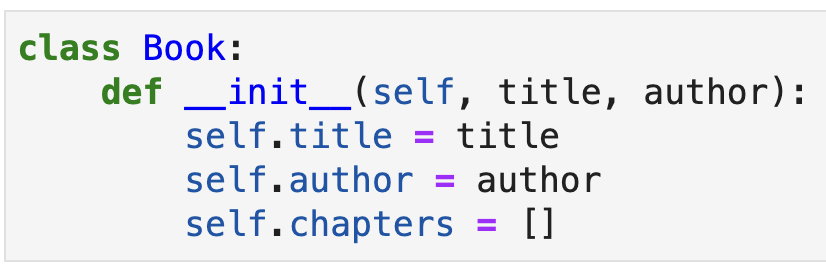 class Book:
    def __init__(self, title, author):
        self.title = title
        self.author = author
        self.chapters = []